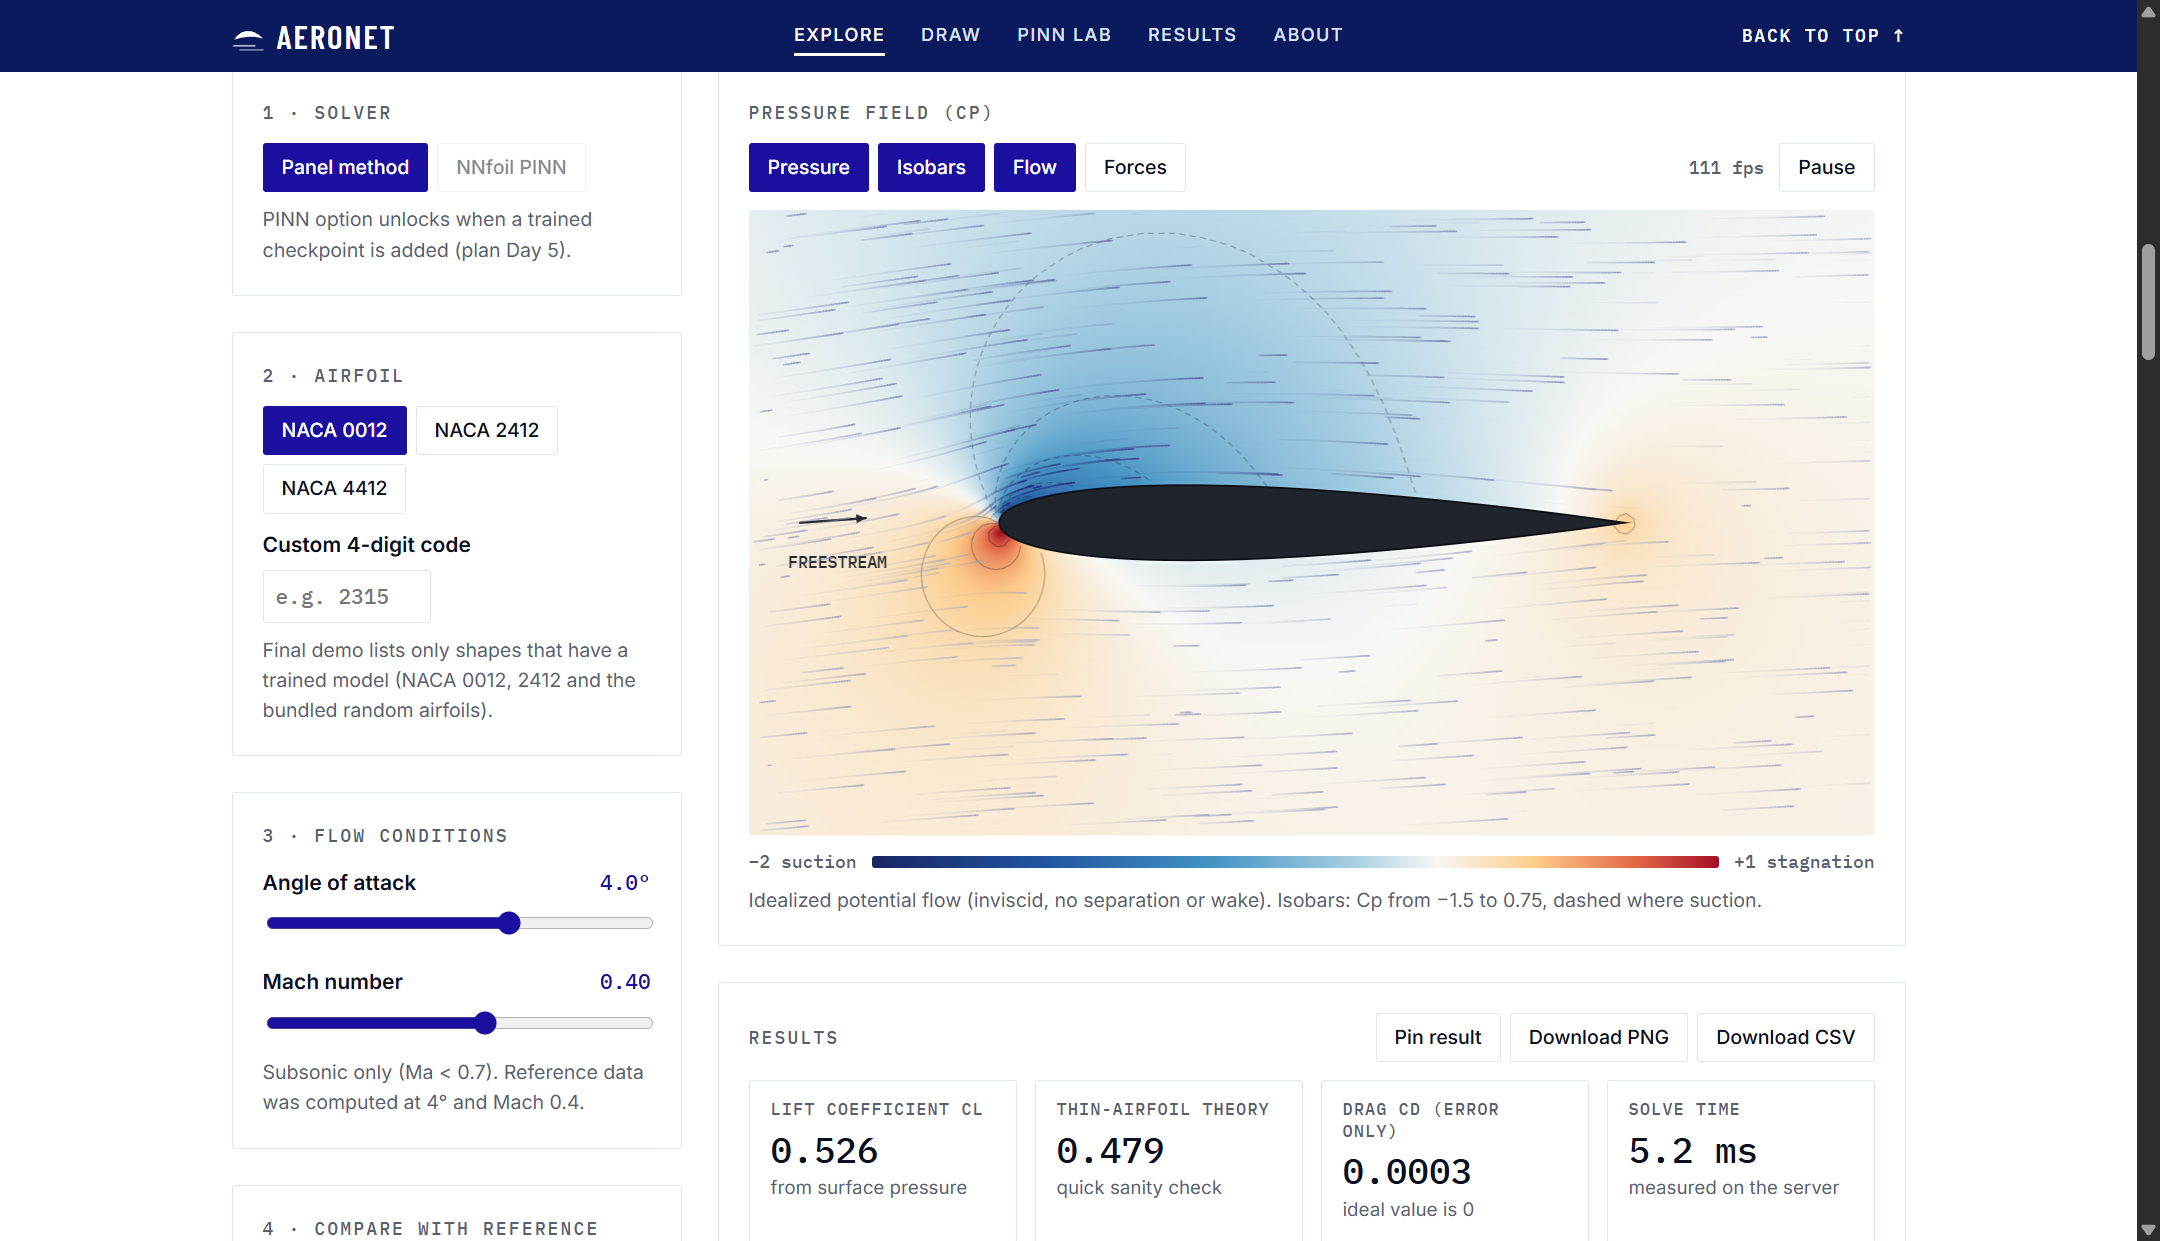 AERONET
EXPLORE
DRAW
PINN LAB
RESULTS
ABOUT
BACK TO TOP ↑
1 · SOLVER
Panel method
NNfoil PINN
PINN option unlocks when a trained
checkpoint is added (plan Day 5).
2 · AIRFOIL
NACA 0012
NACA 2412
NACA 4412
Custom 4-digit code
e.g. 2315
Final demo lists only shapes that have a
trained model (NACA 0012, 2412 and the
bundled random airfoils).
3 · FLOW CONDITIONS
Angle of attack
4.0°
Mach number
0.40
Subsonic only (Ma < 0.7). Reference data
was computed at 4° and Mach 0.4.
4 · COMPARE WITH REFERENCE
PRESSURE FIELD (CP)
Pressure
Isobars
Flow
Forces
111 fps
Pause
FREESTREAM
−2 suction
+1 stagnation
Idealized potential flow (inviscid, no separation or wake). Isobars: Cp from −1.5 to 0.75, dashed where suction.
RESULTS
Pin result
Download PNG
Download CSV
LIFT COEFFICIENT CL
0.526
from surface pressure
THIN-AIRFOIL THEORY
0.479
quick sanity check
DRAG CD (ERROR
ONLY)
0.0003
ideal value is 0
SOLVE TIME
5.2 ms
measured on the server